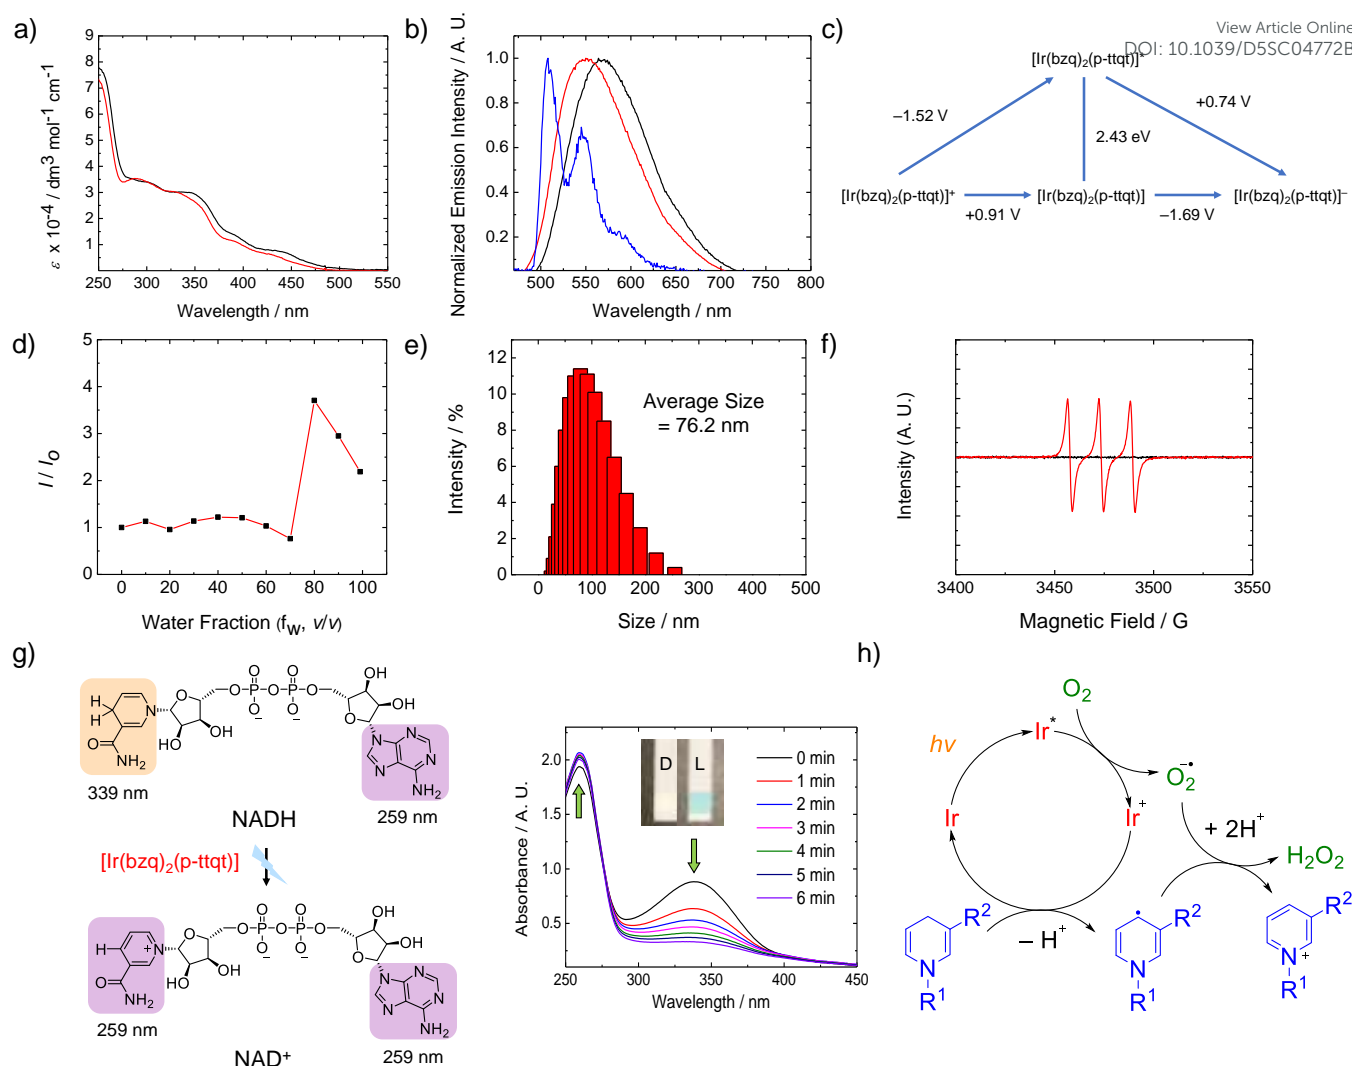 View Article Online
DOI: 10.1039/D5SC04772B
a)
ε x 10⁻⁴ / dm³ mol⁻¹ cm⁻¹
9
8
7
6
5
4
3
2
1
250 300 350 400 450 500 550
Wavelength / nm
b)
Normalized Emission Intensity / A. U.
1.0
0.8
0.6
0.4
0.2
500 550 600 650 700 750 800
Wavelength / nm
c)
[Ir(bzq)₂(p-ttqt)]*
–1.52 V
+0.74 V
2.43 eV
[Ir(bzq)₂(p-ttqt)]⁺
[Ir(bzq)₂(p-ttqt)]
[Ir(bzq)₂(p-ttqt)]⁻
+0.91 V
–1.69 V
d)
I / Iₒ
5
4
3
2
1
0
0 20 40 60 80 100
Water Fraction (f_W, v/v)
e)
Intensity / %
12
10
8
6
4
2
0
Average Size
= 76.2 nm
0 100 200 300 400 500
Size / nm
f)
Intensity (A. U.)
3400 3450 3500 3550
Magnetic Field / G
g)
H
H
N
O
NH₂
O
OH
HO
O
O
P
O
O⁻
O
P
O
O⁻
O
O
OH
OH
N
N
N
N
NH₂
339 nm
NADH
259 nm
[Ir(bzq)₂(p-ttqt)]
H
N
+
O
NH₂
O
OH
HO
O
O
P
O
O⁻
O
P
O
O⁻
O
O
OH
OH
N
N
N
N
NH₂
259 nm
NAD⁺
259 nm
Absorbance / A. U.
2.0
1.5
1.0
0.5
D L
0 min
1 min
2 min
3 min
4 min
5 min
6 min
250 300 350 400 450
Wavelength / nm
h)
O₂
hν
Ir*
O₂⁻•
Ir
Ir⁺
+ 2H⁺
H₂O₂
– H⁺
R²
N
R¹
•
R²
N
R¹
R²
N
+
R¹